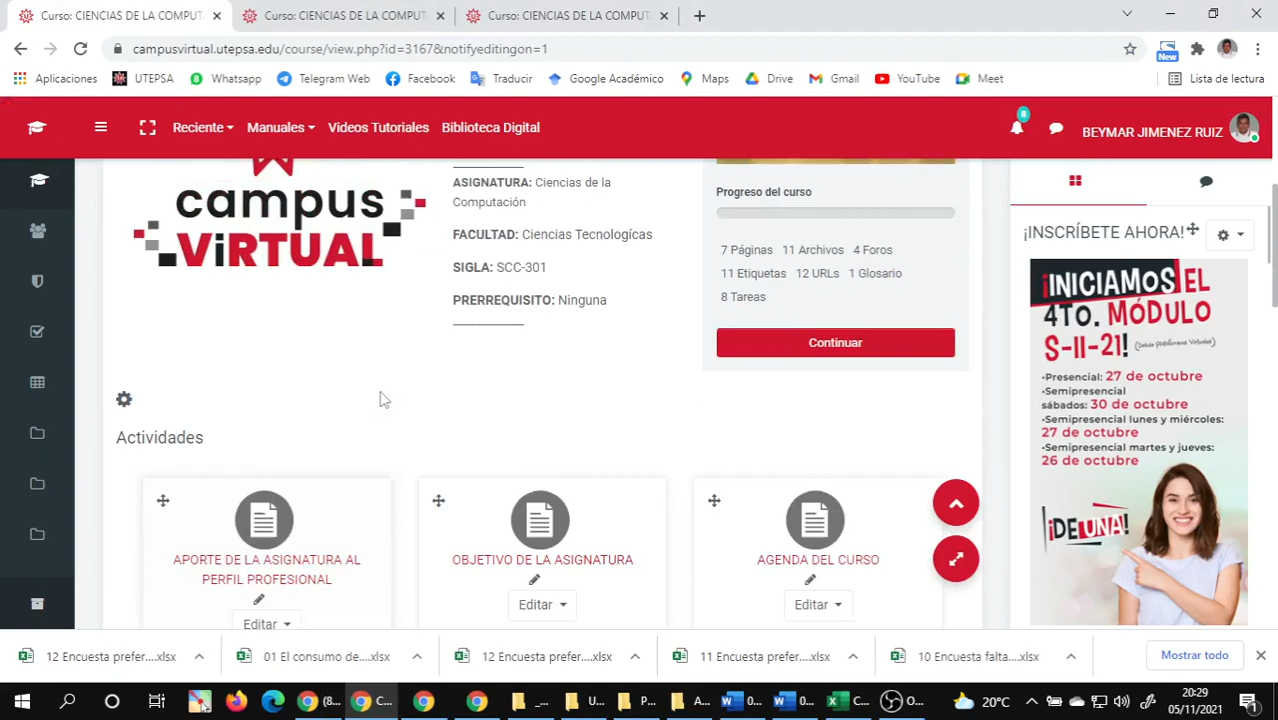 Curso: CIENCIAS DE LA COMPUT
Curso: CIENCIAS DE LA COMPUT
Curso: CIENCIAS DE LA COMPUT
campusvirtual.utepsa.edu/course/view.php?id=3167&notifyeditingon=1
New
Aplicaciones
UTEPSA
Whatsapp
Telegram Web
Facebook
Traducir
Google Académico
Maps
Drive
Gmail
YouTube
Meet
Lista de lectura
Reciente
Manuales
Videos Tutoriales
Biblioteca Digital
8
BEYMAR JIMENEZ RUIZ
campus
ViRTUAL
ASIGNATURA: Ciencias de la
Computación
FACULTAD: Ciencias Tecnologícas
SIGLA: SCC-301
PRERREQUISITO: Ninguna
Progreso del curso
7 Páginas 11 Archivos 4 Foros
11 Etiquetas 12 URLs 1 Glosario
8 Tareas
Continuar
¡INSCRÍBETE AHORA!
¡INICIAMOS EL
4TO. MÓDULO
S-II-21!
•Presencial: 27 de octubre
•Semipresencial
sábados: 30 de octubre
•Semipresencial lunes y miércoles:
27 de octubre
•Semipresencial martes y jueves:
26 de octubre
¡DE UNA!
Actividades
APORTE DE LA ASIGNATURA AL
PERFIL PROFESIONAL
Editar
OBJETIVO DE LA ASIGNATURA
Editar
AGENDA DEL CURSO
Editar
12 Encuesta prefer....xlsx
01 El consumo de....xlsx
12 Encuesta prefer....xlsx
11 Encuesta prefer....xlsx
10 Encuesta falta....xlsx
Mostrar todo
(8...
C...
_...
U...
P...
A...
0...
0...
C...
O...
20°C
20:29
05/11/2021
1